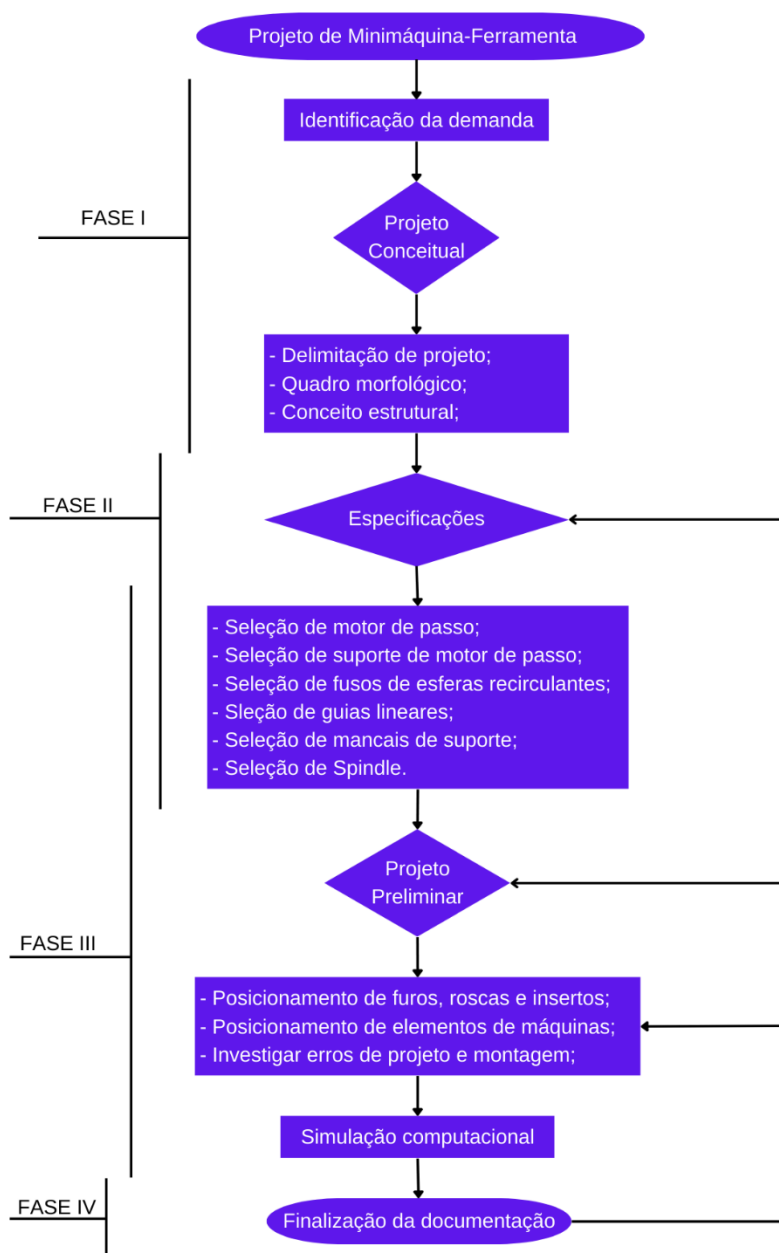 Projeto de Minimáquina-Ferramenta
Identificação da demanda
FASE I
Projeto
Conceitual
- Delimitação de projeto;
- Quadro morfológico;
- Conceito estrutural;
FASE II
Especificações
- Seleção de motor de passo;
- Seleção de suporte de motor de passo;
- Seleção de fusos de esferas recirculantes;
- Sleção de guias lineares;
- Seleção de mancais de suporte;
- Seleção de Spindle.
Projeto
Preliminar
FASE III
- Posicionamento de furos, roscas e insertos;
- Posicionamento de elementos de máquinas;
- Investigar erros de projeto e montagem;
Simulação computacional
FASE IV
Finalização da documentação